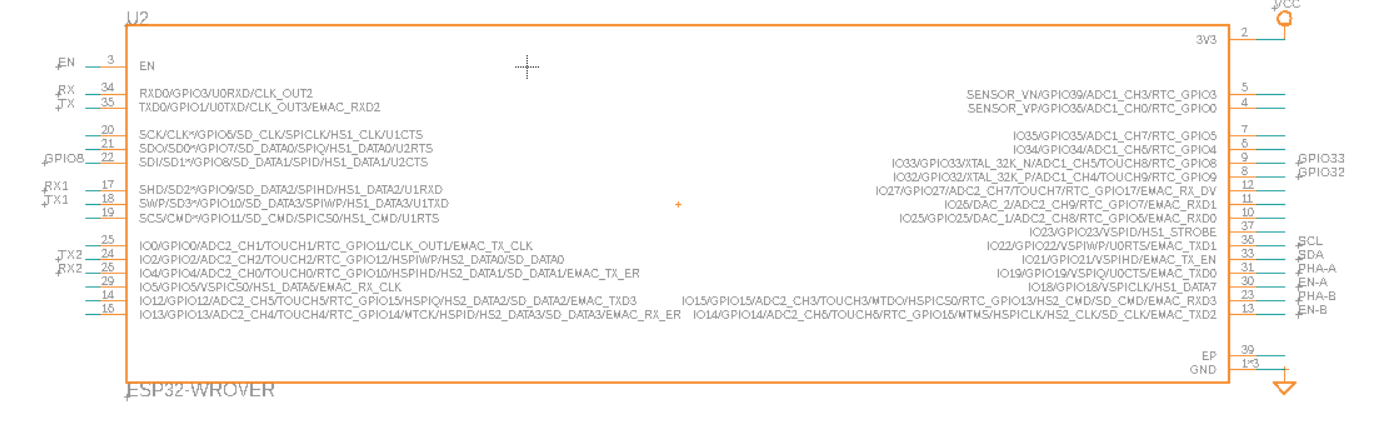 U2
VCC
3V3 2
EN 3 EN
RX 34 RXD0/GPIO3/U0RXD/CLK_OUT2
SENSOR_VN/GPIO39/ADC1_CH3/RTC_GPIO3 5
TX 35 TXD0/GPIO1/U0TXD/CLK_OUT3/EMAC_RXD2
SENSOR_VP/GPIO36/ADC1_CH0/RTC_GPIO0 4
20 SCK/CLK*/GPIO6/SD_CLK/SPICLK/HS1_CLK/U1CTS
IO35/GPIO35/ADC1_CH7/RTC_GPIO5 7
21 SDO/SD0*/GPIO7/SD_DATA0/SPIQ/HS1_DATA0/U2RTS
IO34/GPIO34/ADC1_CH6/RTC_GPIO4 6
GPIO8 22 SDI/SD1*/GPIO8/SD_DATA1/SPID/HS1_DATA1/U2CTS
IO33/GPIO33/XTAL_32K_N/ADC1_CH5/TOUCH8/RTC_GPIO8 9 GPIO33
IO32/GPIO32/XTAL_32K_P/ADC1_CH4/TOUCH9/RTC_GPIO9 8 GPIO32
RX1 17 SHD/SD2*/GPIO9/SD_DATA2/SPIHD/HS1_DATA2/U1RXD
IO27/GPIO27/ADC2_CH7/TOUCH7/RTC_GPIO17/EMAC_RX_DV 12
TX1 18 SWP/SD3*/GPIO10/SD_DATA3/SPIWP/HS1_DATA3/U1TXD
IO26/DAC_2/ADC2_CH9/RTC_GPIO7/EMAC_RXD1 11
19 SCS/CMD*/GPIO11/SD_CMD/SPICS0/HS1_CMD/U1RTS
IO25/GPIO25/DAC_1/ADC2_CH8/RTC_GPIO6/EMAC_RXD0 10
IO23/GPIO23/VSPID/HS1_STROBE 37
25 IO0/GPIO0/ADC2_CH1/TOUCH1/RTC_GPIO11/CLK_OUT1/EMAC_TX_CLK
IO22/GPIO22/VSPIWP/U0RTS/EMAC_TXD1 36 SCL
TX2 24 IO2/GPIO2/ADC2_CH2/TOUCH2/RTC_GPIO12/HSPIWP/HS2_DATA0/SD_DATA0
IO21/GPIO21/VSPIHD/EMAC_TX_EN 33 SDA
RX2 26 IO4/GPIO4/ADC2_CH0/TOUCH0/RTC_GPIO10/HSPIHD/HS2_DATA1/SD_DATA1/EMAC_TX_ER
IO19/GPIO19/VSPIQ/U0CTS/EMAC_TXD0 31 PHA-A
29 IO5/GPIO5/VSPICS0/HS1_DATA6/EMAC_RX_CLK
IO18/GPIO18/VSPICLK/HS1_DATA7 30 EN-A
14 IO12/GPIO12/ADC2_CH5/TOUCH5/RTC_GPIO15/HSPIQ/HS2_DATA2/SD_DATA2/EMAC_TXD3
IO15/GPIO15/ADC2_CH3/TOUCH3/MTDO/HSPICS0/RTC_GPIO13/HS2_CMD/SD_CMD/EMAC_RXD3 23 PHA-B
16 IO13/GPIO13/ADC2_CH4/TOUCH4/RTC_GPIO14/MTCK/HSPID/HS2_DATA3/SD_DATA3/EMAC_RX_ER
IO14/GPIO14/ADC2_CH6/TOUCH6/RTC_GPIO16/MTMS/HSPICLK/HS2_CLK/SD_CLK/EMAC_TXD2 13 EN-B
EP 39
GND 1*3
ESP32-WROVER